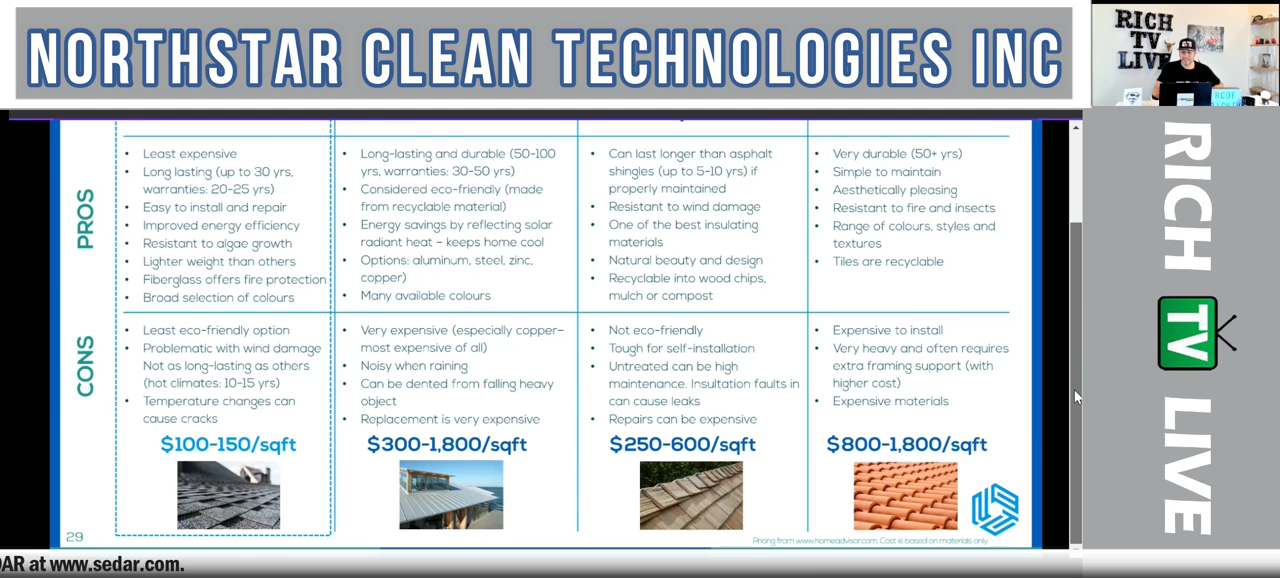 NORTHSTAR CLEAN TECHNOLOGIES INC
RICH
TV
LIVE
PROS
• Least expensive
• Long lasting (up to 30 yrs,
warranties: 20-25 yrs)
• Easy to install and repair
• Improved energy efficiency
• Resistant to algae growth
• Lighter weight than others
• Fiberglass offers fire protection
• Broad selection of colours
• Long-lasting and durable (50-100
yrs, warranties: 30-50 yrs)
• Considered eco-friendly (made
from recyclable material)
• Energy savings by reflecting solar
radiant heat – keeps home cool
• Options: aluminum, steel, zinc,
copper)
• Many available colours
• Can last longer than asphalt
shingles (up to 5-10 yrs) if
properly maintained
• Resistant to wind damage
• One of the best insulating
materials
• Natural beauty and design
• Recyclable into wood chips,
mulch or compost
• Very durable (50+ yrs)
• Simple to maintain
• Aesthetically pleasing
• Resistant to fire and insects
• Range of colours, styles and
textures
• Tiles are recyclable
CONS
• Least eco-friendly option
• Problematic with wind damage
Not as long-lasting as others
(hot climates: 10-15 yrs)
• Temperature changes can
cause cracks
$100-150/sqft
• Very expensive (especially copper–
most expensive of all)
• Noisy when raining
• Can be dented from falling heavy
object
• Replacement is very expensive
$300-1,800/sqft
• Not eco-friendly
• Tough for self-installation
• Untreated can be high
maintenance. Insultation faults in
can cause leaks
• Repairs can be expensive
$250-600/sqft
• Expensive to install
• Very heavy and often requires
extra framing support (with
higher cost)
• Expensive materials
$800-1,800/sqft
29
Pricing from www.homeadvisor.com. Cost is based on materials only.
RICH TV LIVE
DAR at www.sedar.com.